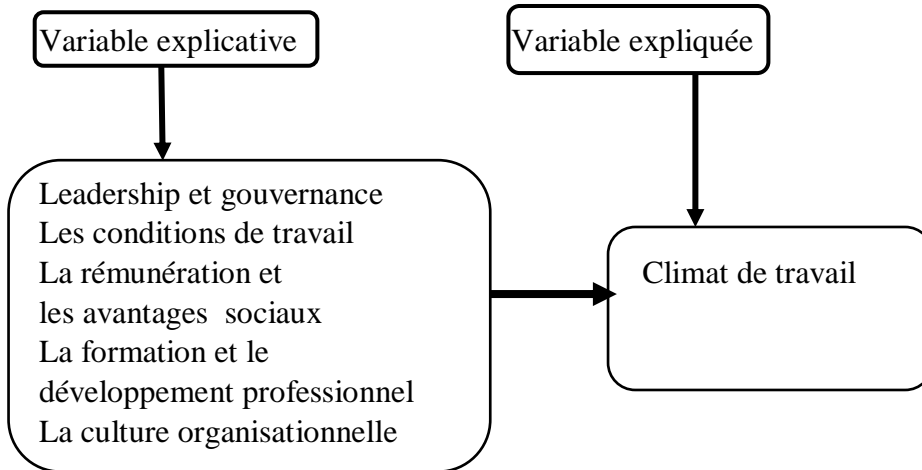 Variable explicative
Variable expliquée
Leadership et gouvernance
Les conditions de travail
La rémunération et
les avantages sociaux
La formation et le
développement professionnel
La culture organisationnelle
Climat de travail